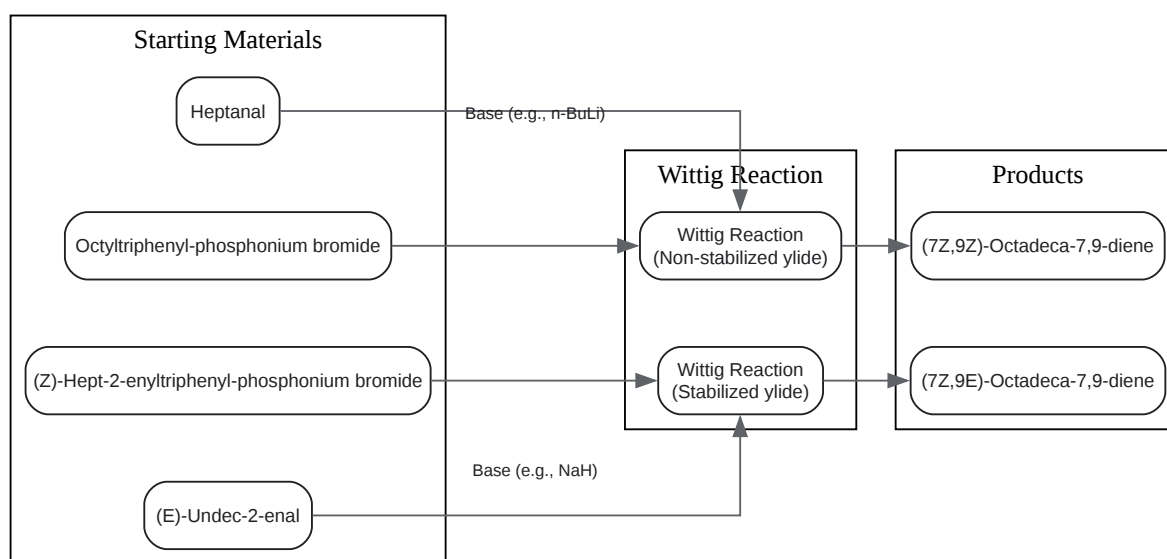 Starting Materials
Heptanal
Base (e.g., n-BuLi)
Wittig Reaction
Products
Octyltriphenyl-phosphonium bromide
Wittig Reaction
(Non-stabilized ylide)
(7Z,9Z)-Octadeca-7,9-diene
(Z)-Hept-2-enyltriphenyl-phosphonium bromide
Wittig Reaction
(Stabilized ylide)
(7Z,9E)-Octadeca-7,9-diene
Base (e.g., NaH)
(E)-Undec-2-enal